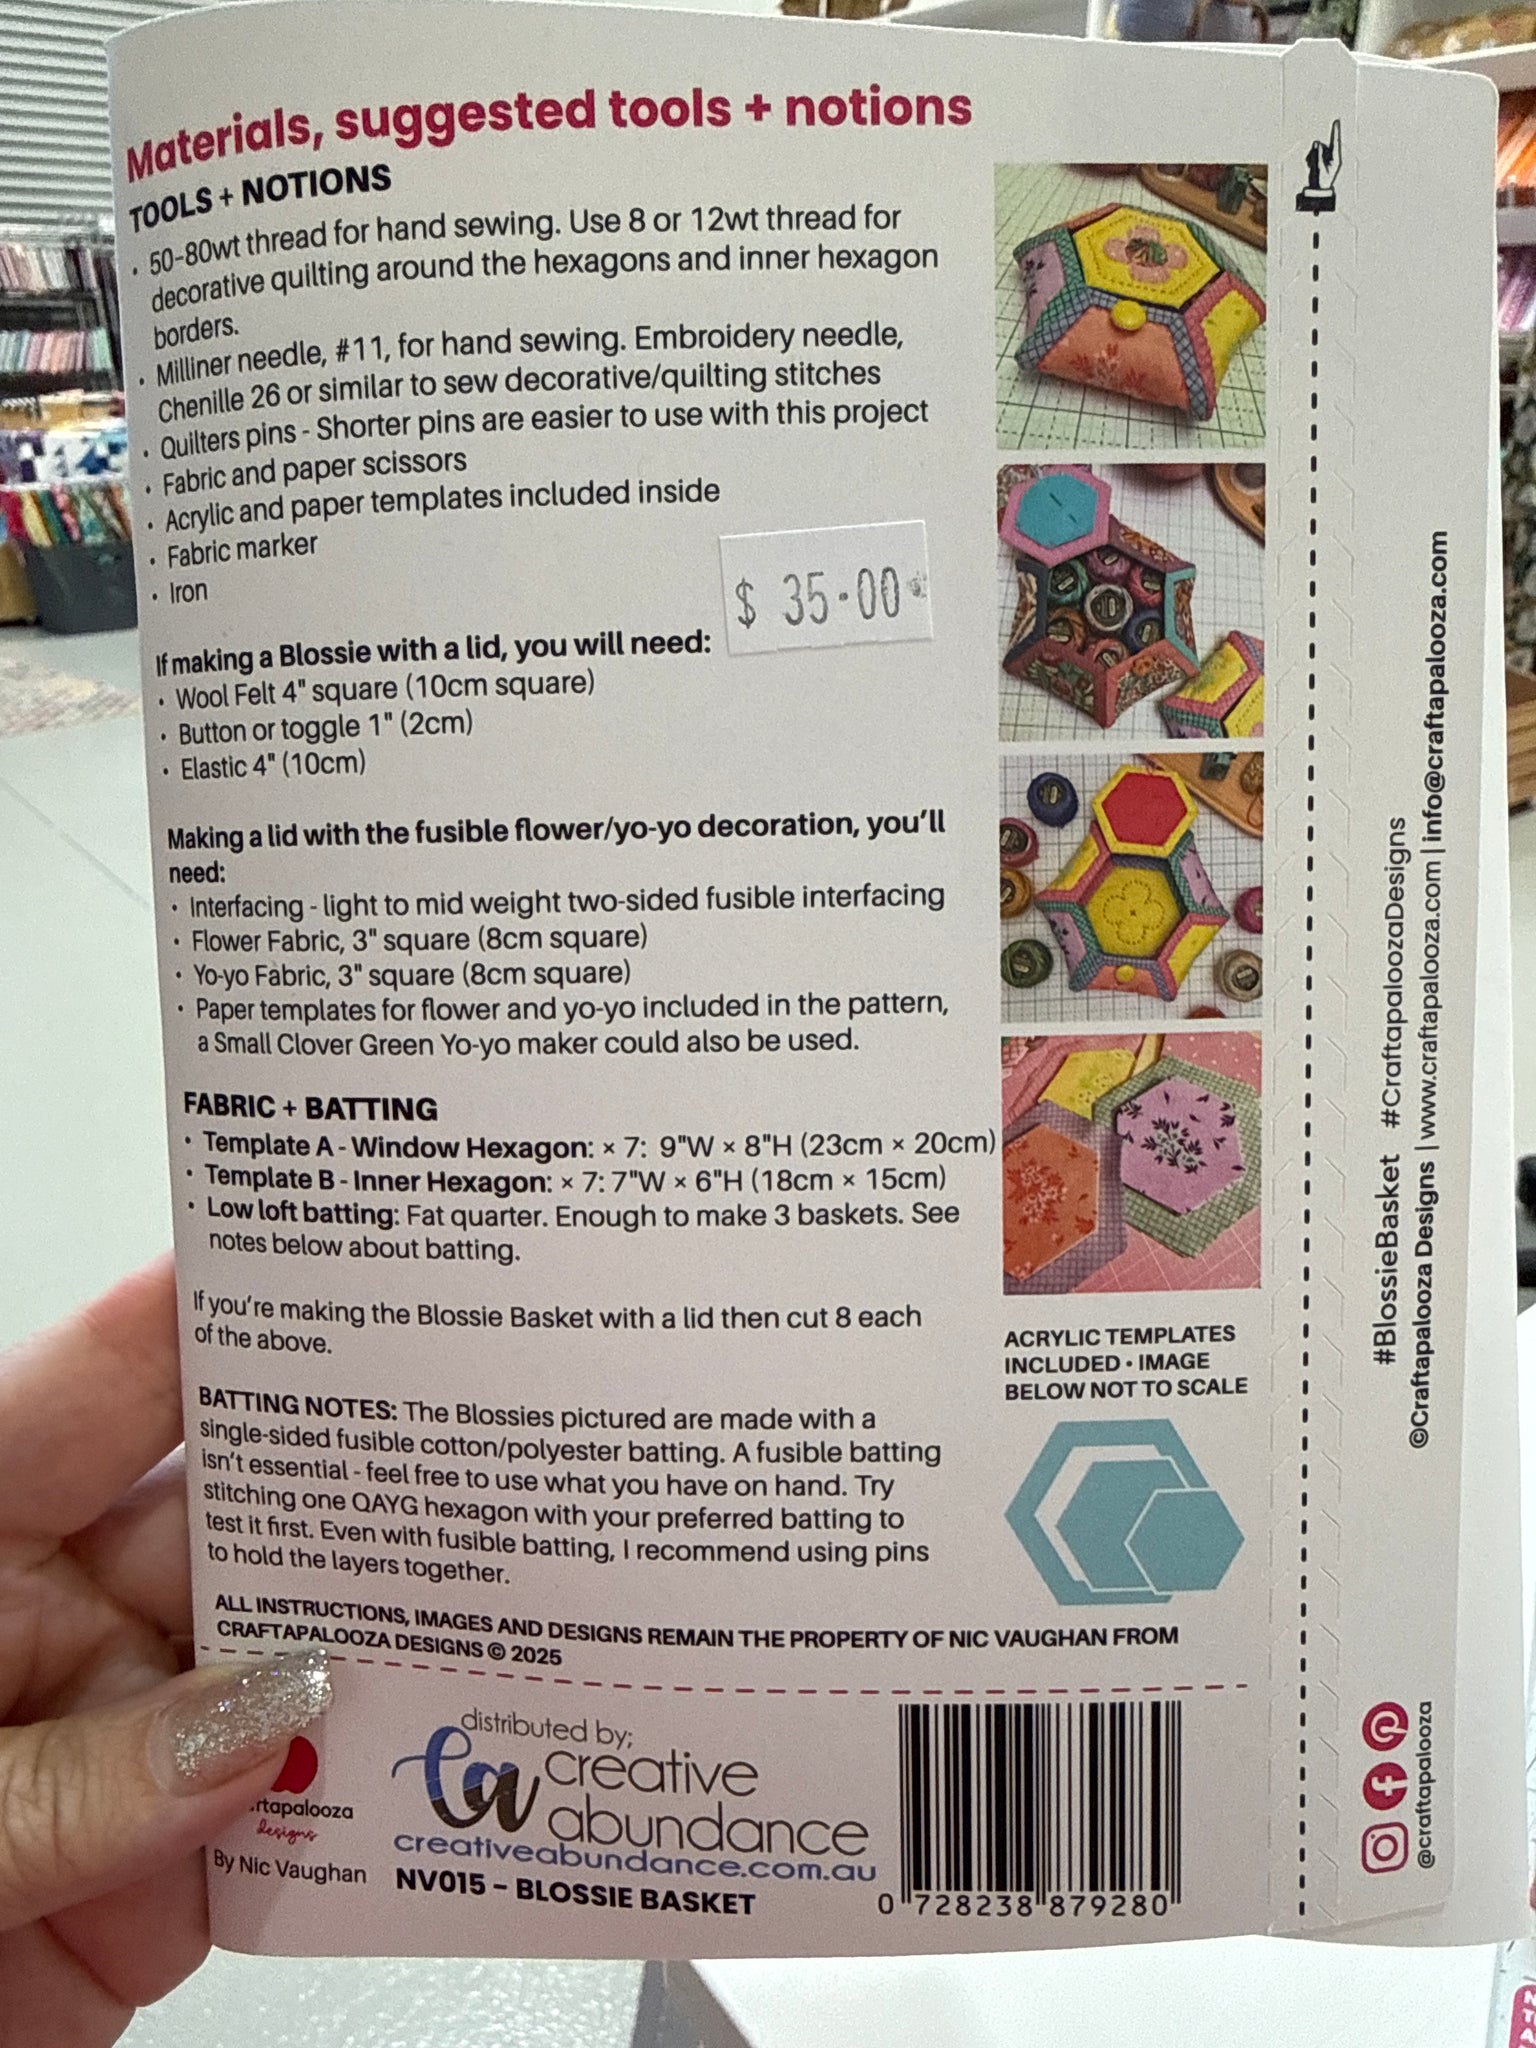 Materials, suggested tools + notions
TOOLS + NOTIONS
• 50-80wt thread for hand sewing. Use 8 or 12wt thread for
decorative quilting around the hexagons and inner hexagon
borders.
• Milliner needle, #11, for hand sewing. Embroidery needle,
Chenille 26 or similar to sew decorative/quilting stitches
• Quilters pins - Shorter pins are easier to use with this project
• Fabric and paper scissors
• Acrylic and paper templates included inside
• Fabric marker
• Iron
$ 35.00
If making a Blossie with a lid, you will need:
• Wool Felt 4" square (10cm square)
• Button or toggle 1" (2cm)
• Elastic 4" (10cm)
Making a lid with the fusible flower/yo-yo decoration, you'll
need:
• Interfacing - light to mid weight two-sided fusible interfacing
• Flower Fabric, 3" square (8cm square)
• Yo-yo Fabric, 3" square (8cm square)
• Paper templates for flower and yo-yo included in the pattern,
a Small Clover Green Yo-yo maker could also be used.
FABRIC + BATTING
• Template A - Window Hexagon: × 7: 9"W × 8"H (23cm × 20cm)
• Template B - Inner Hexagon: × 7: 7"W × 6"H (18cm × 15cm)
• Low loft batting: Fat quarter. Enough to make 3 baskets. See
notes below about batting.
If you're making the Blossie Basket with a lid then cut 8 each
of the above.
BATTING NOTES: The Blossies pictured are made with a
single-sided fusible cotton/polyester batting. A fusible batting
isn't essential - feel free to use what you have on hand. Try
stitching one QAYG hexagon with your preferred batting to
test it first. Even with fusible batting, I recommend using pins
to hold the layers together.
ACRYLIC TEMPLATES
INCLUDED • IMAGE
BELOW NOT TO SCALE
ALL INSTRUCTIONS, IMAGES AND DESIGNS REMAIN THE PROPERTY OF NIC VAUGHAN FROM
CRAFTAPALOOZA DESIGNS © 2025
rtapalooza
designs
By Nic Vaughan
distributed by;
ca creative
abundance
creativeabundance.com.au
NV015 – BLOSSIE BASKET
0 728238 879280
#BlossieBasket #CraftapaloozaDesigns
©Craftapalooza Designs | www.craftapalooza.com | info@craftapalooza.com
@craftapalooza